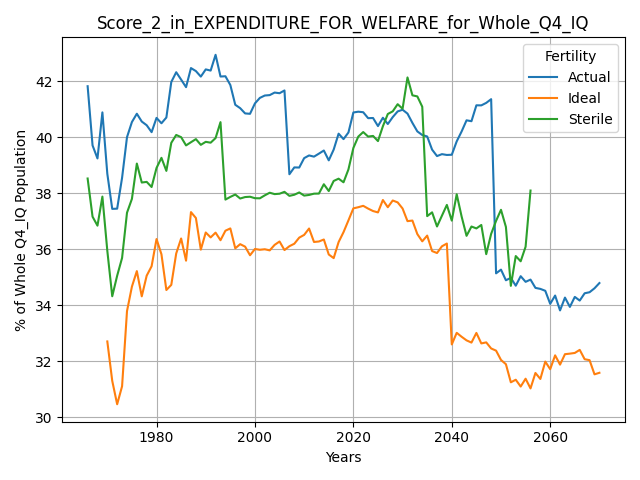 Score_2_in_EXPENDITURE_FOR_WELFARE_for_Whole_Q4_IQ
Fertility
Actual
Ideal
Sterile
% of Whole Q4_IQ Population
42
40
38
36
34
32
30
1980
2000
2020
2040
2060
Years